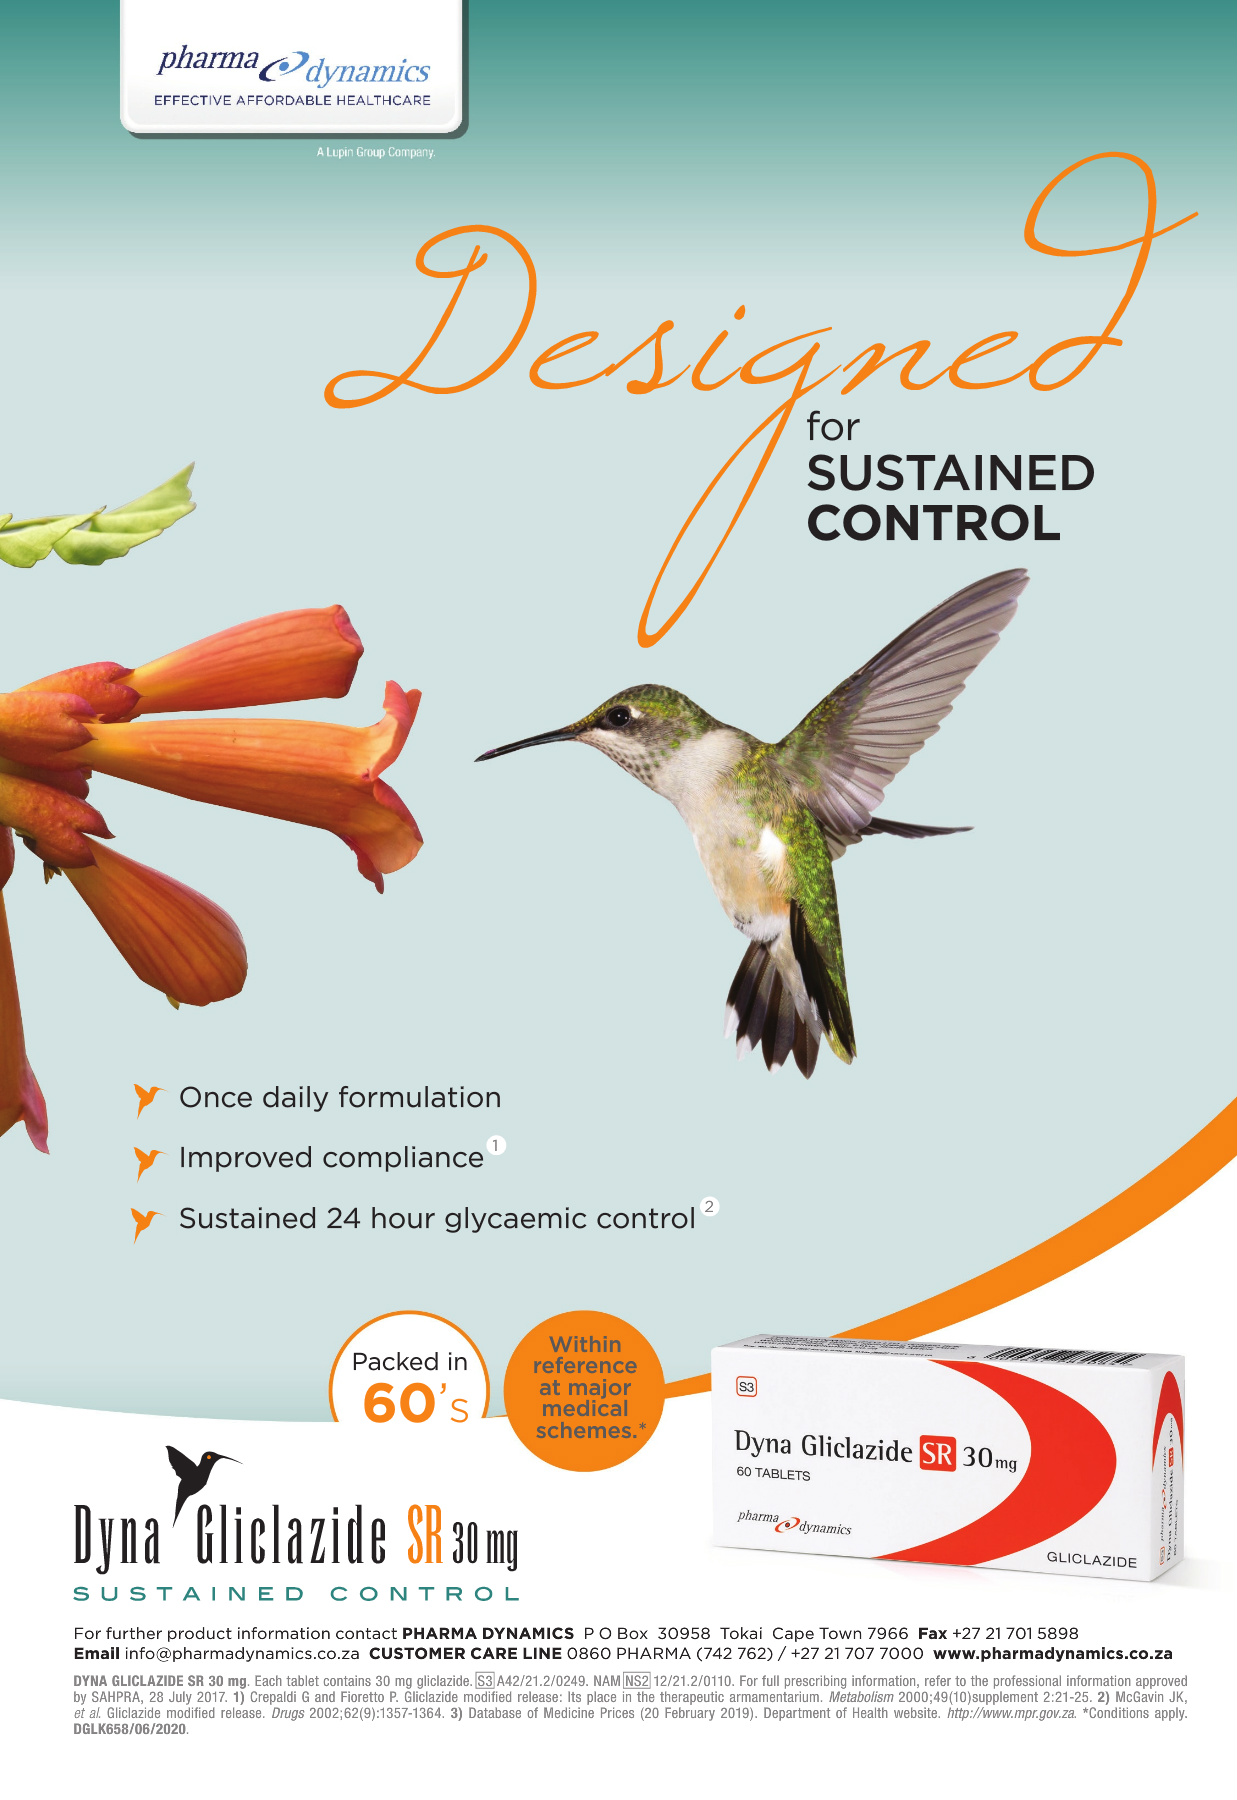 pharma dynamics
EFFECTIVE AFFORDABLE HEALTHCARE
A Lupin Group Company.
Designed
for
SUSTAINED
CONTROL
Once daily formulation
Improved compliance 1
Sustained 24 hour glycaemic control 2
Packed in
60's
Within
reference
at major
medical
schemes.*
S3
Dyna Gliclazide SR 30mg
60 TABLETS
pharma dynamics
GLICLAZIDE
Dyna Gliclazide SR 30 mg
SUSTAINED CONTROL
For further product information contact PHARMA DYNAMICS P O Box 30958 Tokai Cape Town 7966 Fax +27 21 701 5898
Email info@pharmadynamics.co.za CUSTOMER CARE LINE 0860 PHARMA (742 762) / +27 21 707 7000 www.pharmadynamics.co.za
DYNA GLICLAZIDE SR 30 mg. Each tablet contains 30 mg gliclazide. S3 A42/21.2/0249. NAM NS2 12/21.2/0110. For full prescribing information, refer to the professional information approved
by SAHPRA, 28 July 2017. 1) Crepaldi G and Fioretto P. Gliclazide modified release: Its place in the therapeutic armamentarium. Metabolism 2000;49(10)supplement 2:21-25. 2) McGavin JK,
et al. Gliclazide modified release. Drugs 2002;62(9):1357-1364. 3) Database of Medicine Prices (20 February 2019). Department of Health website. http://www.mpr.gov.za. *Conditions apply.
DGLK658/06/2020.